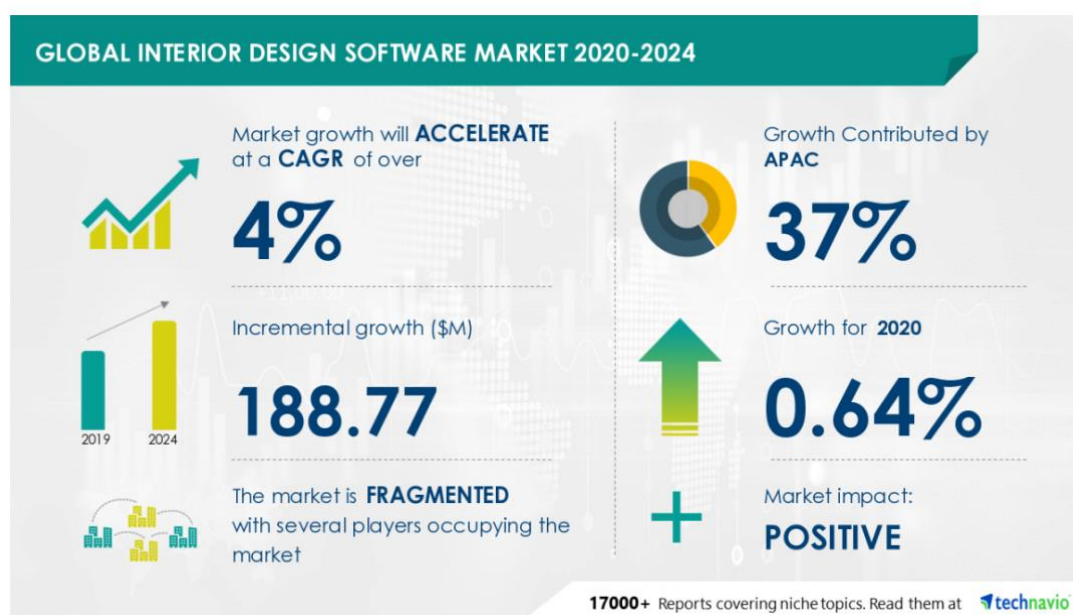 GLOBAL INTERIOR DESIGN SOFTWARE MARKET 2020-2024
Market growth will ACCELERATE
at a CAGR of over
4%
Incremental growth ($M)
188.77
2019 2024
The market is FRAGMENTED
with several players occupying the
market
Growth Contributed by
APAC
37%
Growth for 2020
0.64%
Market impact:
POSITIVE
17000+ Reports covering niche topics. Read them at technavio